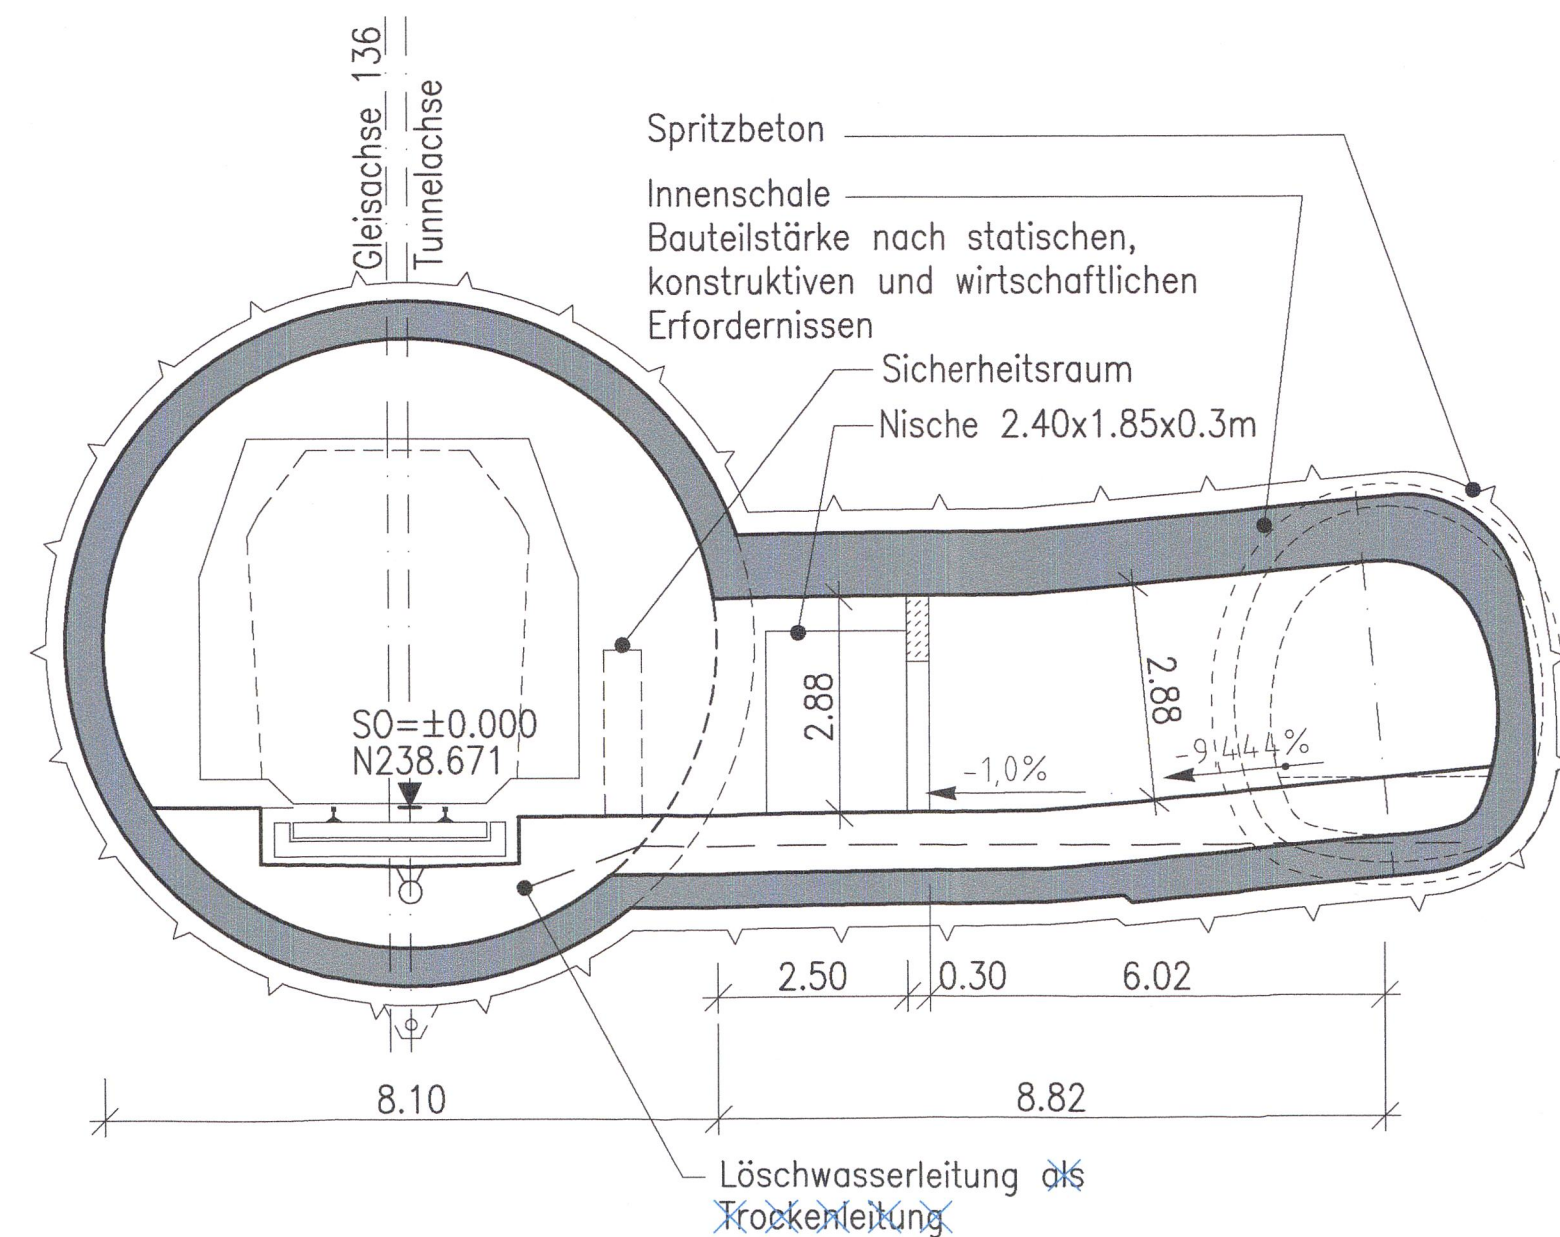 Gleisachse 136
Tunnelachse
Spritzbeton
Innenschale
Bauteilstärke nach statischen,
konstruktiven und wirtschaftlichen
Erfordernissen
Sicherheitsraum
Nische 2.40x1.85x0.3m
SO=±0.000
N238.671
2.88
2.88
-1,0%
-9,444%
2.50
0.30
6.02
8.10
8.82
Löschwasserleitung als
Trockenleitung